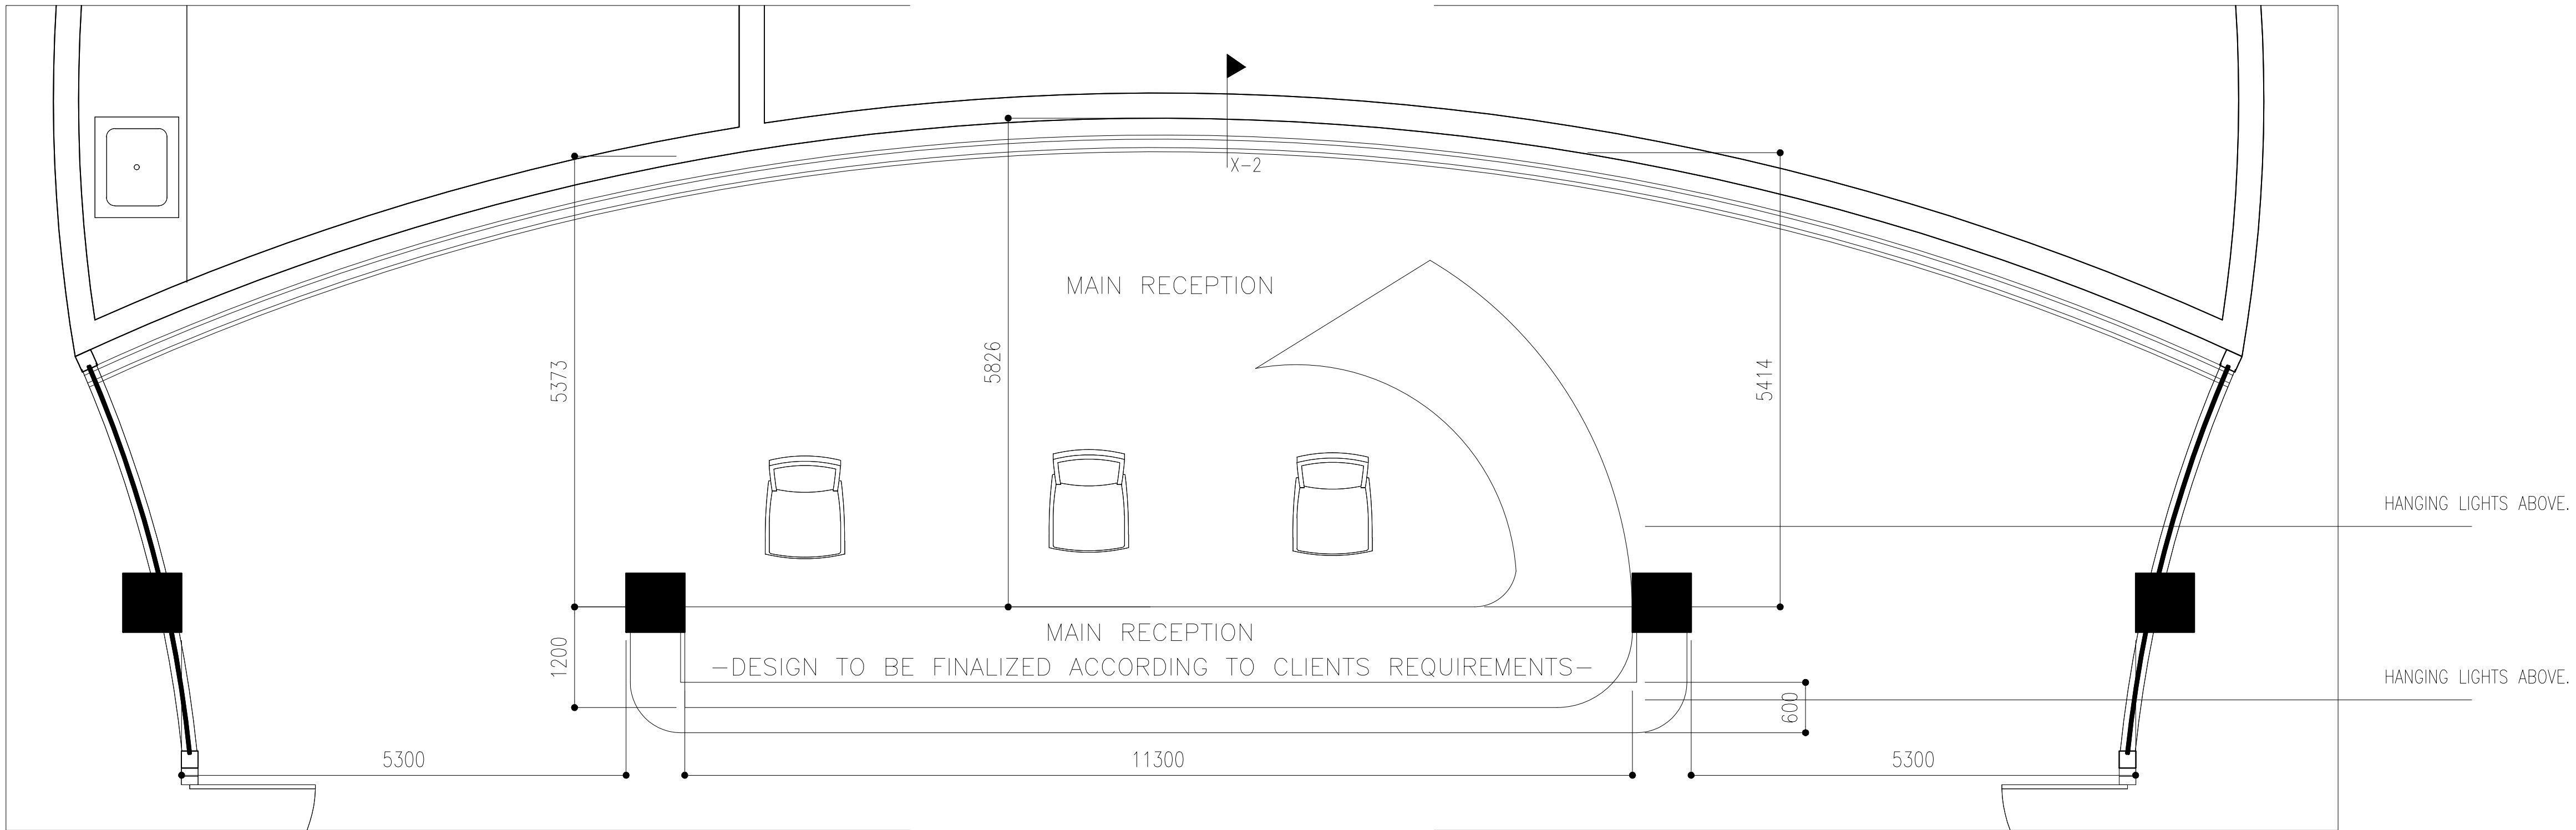 X-2
MAIN RECEPTION
5373
5826
5414
HANGING LIGHTS ABOVE.
MAIN RECEPTION
1200
-DESIGN TO BE FINALIZED ACCORDING TO CLIENTS REQUIREMENTS-
HANGING LIGHTS ABOVE.
600
5300
11300
5300